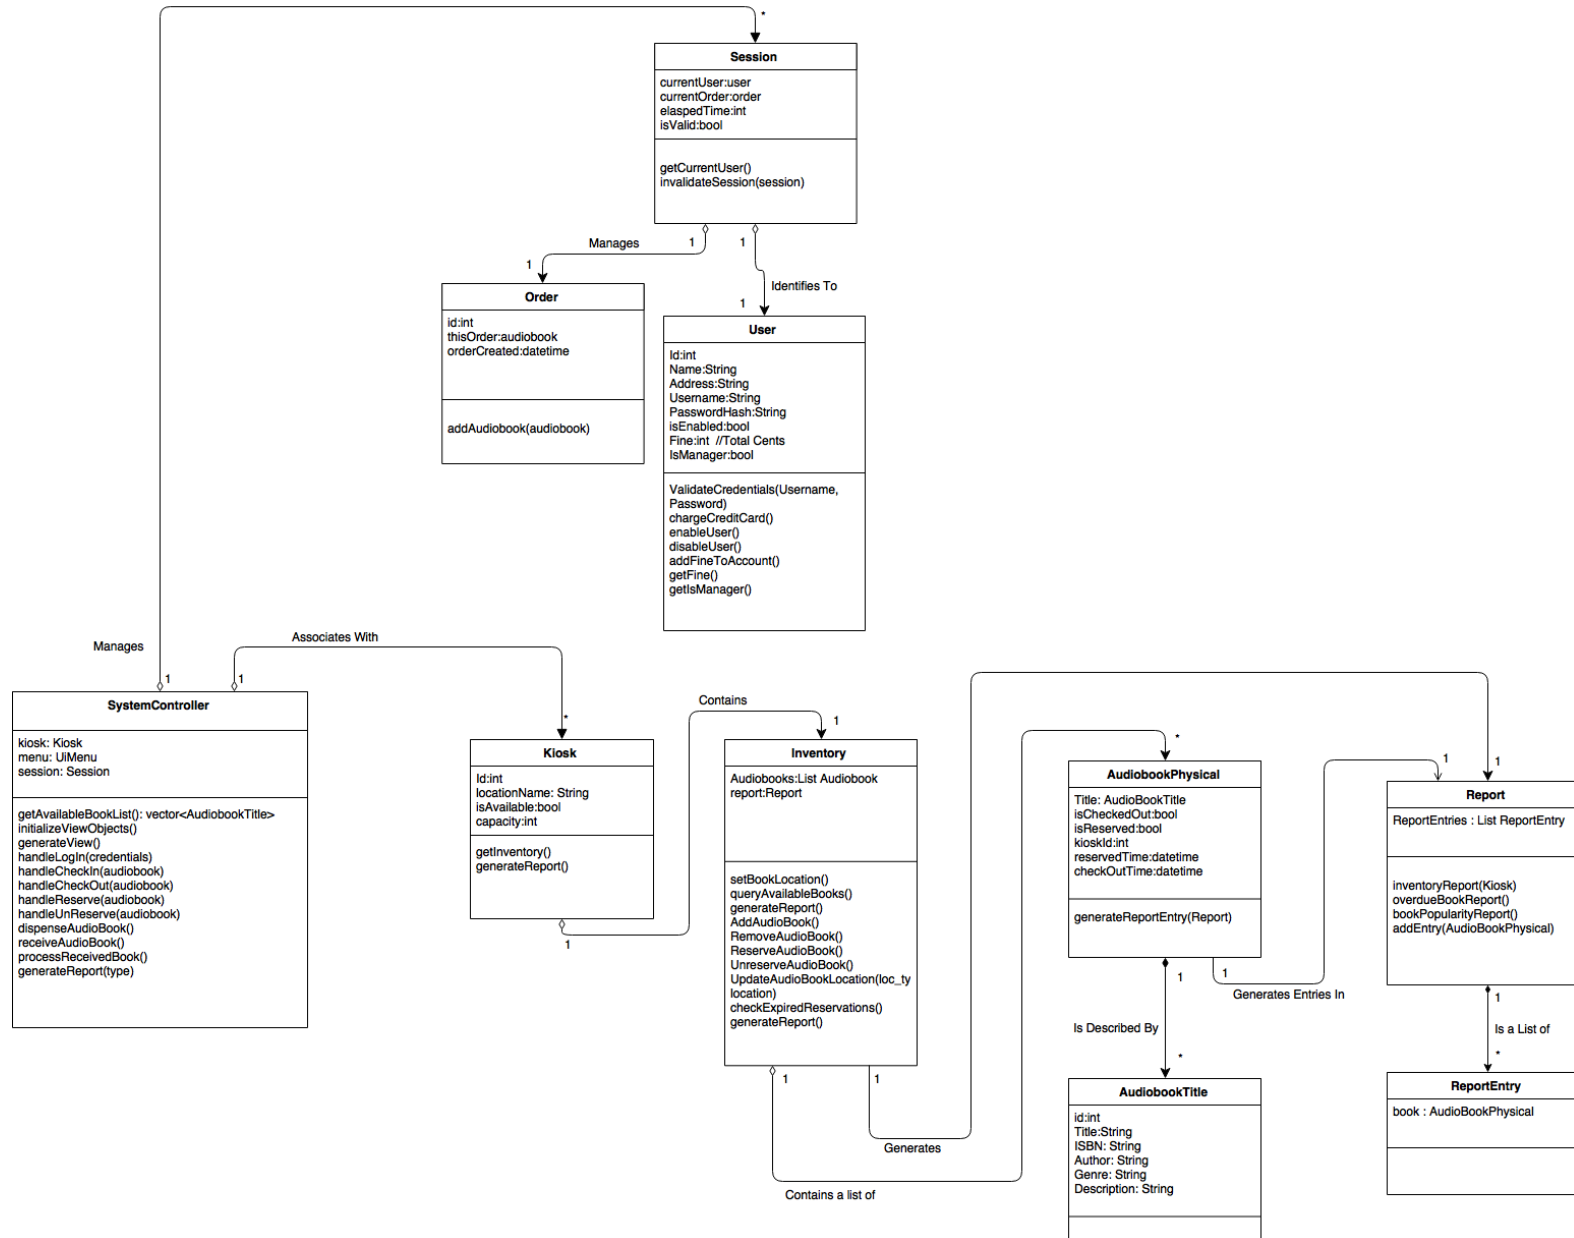 *
Session
currentUser:user
currentOrder:order
elaspedTime:int
isValid:bool
getCurrentUser()
invalidateSession(session)
Manages
1
1
1
Order
id:int
thisOrder:audiobook
orderCreated:datetime
addAudiobook(audiobook)
Identifies To
1
User
Id:int
Name:String
Address:String
Username:String
PasswordHash:String
isEnabled:bool
Fine:int //Total Cents
IsManager:bool
ValidateCredentials(Username,
Password)
chargeCreditCard()
enableUser()
disableUser()
addFineToAccount()
getFine()
getIsManager()
Manages
1
Associates With
1
*
SystemController
kiosk: Kiosk
menu: UiMenu
session: Session
getAvailableBookList(): vector<AudiobookTitle>
initializeViewObjects()
generateView()
handleLogIn(credentials)
handleCheckIn(audiobook)
handleCheckOut(audiobook)
handleReserve(audiobook)
handleUnReserve(audiobook)
dispenseAudioBook()
receiveAudioBook()
processReceivedBook()
generateReport(type)
Kiosk
Id:int
locationName: String
isAvailable:bool
capacity:int
getInventory()
generateReport()
1
Contains
1
Inventory
Audiobooks:List Audiobook
report:Report
setBookLocation()
queryAvailableBooks()
generateReport()
AddAudioBook()
RemoveAudioBook()
ReserveAudioBook()
UnreserveAudioBook()
UpdateAudioBookLocation(loc_ty
location)
checkExpiredReservations()
generateReport()
1
1
Generates
Contains a list of
*
AudiobookPhysical
Title: AudioBookTitle
isCheckedOut:bool
isReserved:bool
kioskId:int
reservedTime:datetime
checkOutTime:datetime
generateReportEntry(Report)
1
1
Generates Entries In
1
1
Report
ReportEntries : List ReportEntry
inventoryReport(Kiosk)
overdueBookReport()
bookPopularityReport()
addEntry(AudioBookPhysical)
1
Is a List of
*
ReportEntry
book : AudioBookPhysical
Is Described By
*
AudiobookTitle
id:int
Title:String
ISBN: String
Author: String
Genre: String
Description: String